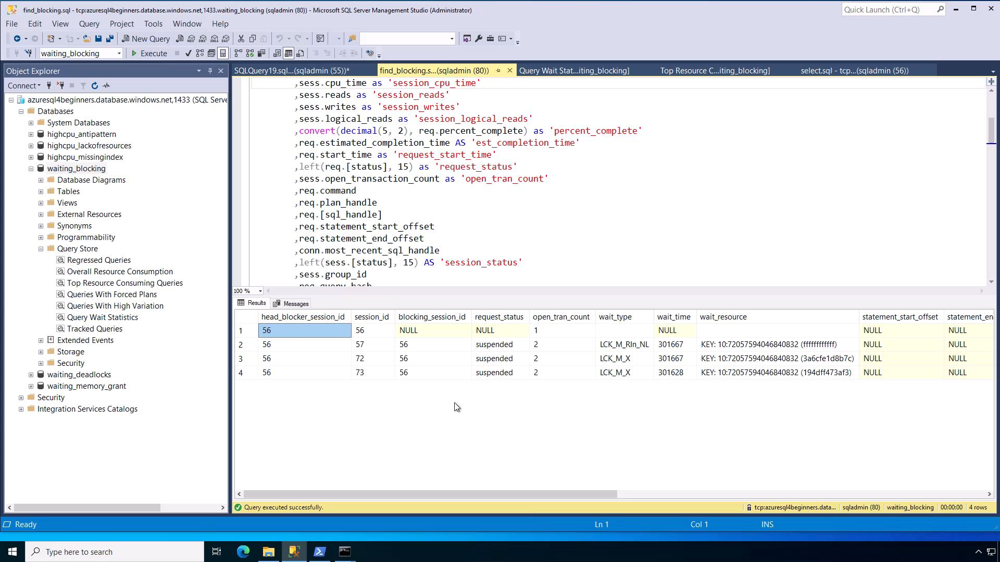 find_blocking.sql - tcp:azuresql4beginners.database.windows.net,1433.waiting_blocking (sqladmin (80)) - Microsoft SQL Server Management Studio (Administrator)
Quick Launch (Ctrl+Q)
File Edit View Query Project Tools Window Help
New Query
waiting_blocking Execute
Object Explorer
Connect
azuresql4beginners.database.windows.net,1433 (SQL Serve
Databases
System Databases
highcpu_antipattern
highcpu_lackofresources
highcpu_missingindex
waiting_blocking
Database Diagrams
Tables
Views
External Resources
Synonyms
Programmability
Query Store
Regressed Queries
Overall Resource Consumption
Top Resource Consuming Queries
Queries With Forced Plans
Queries With High Variation
Query Wait Statistics
Tracked Queries
Extended Events
Storage
Security
waiting_deadlocks
waiting_memory_grant
Security
Integration Services Catalogs
SQLQuery19.sql...(sqladmin (55))* find_blocking.s...(sqladmin (80)) Query Wait Stat...iting_blocking] Top Resource C...iting_blocking] select.sql - tcp...(sqladmin (56))
,sess.cpu_time as 'session_cpu_time'
,sess.reads as 'session_reads'
,sess.writes as 'session_writes'
,sess.logical_reads as 'session_logical_reads'
,convert(decimal(5, 2), req.percent_complete) as 'percent_complete'
,req.estimated_completion_time AS 'est_completion_time'
,req.start_time as 'request_start_time'
,left(req.[status], 15) as 'request_status'
,sess.open_transaction_count as 'open_tran_count'
,req.command
,req.plan_handle
,req.[sql_handle]
,req.statement_start_offset
,req.statement_end_offset
,conn.most_recent_sql_handle
,left(sess.[status], 15) AS 'session_status'
,sess.group_id
req.query_hash
100 %
Results Messages
head_blocker_session_id session_id blocking_session_id request_status open_tran_count wait_type wait_time wait_resource statement_start_offset statement_en
1 56 56 NULL NULL 1 NULL NULL NULL
2 56 57 56 suspended 2 LCK_M_RIn_NL 301667 KEY: 10:72057594046840832 (ffffffffffff) NULL NULL
3 56 72 56 suspended 2 LCK_M_X 301667 KEY: 10:72057594046840832 (3a6cfe1d8b7c) NULL NULL
4 56 73 56 suspended 2 LCK_M_X 301628 KEY: 10:72057594046840832 (194dff473af3) NULL NULL
Query executed successfully. tcp:azuresql4beginners.data... sqladmin (80) waiting_blocking 00:00:00 4 rows
Ready Ln 1 Col 1 INS
Type here to search